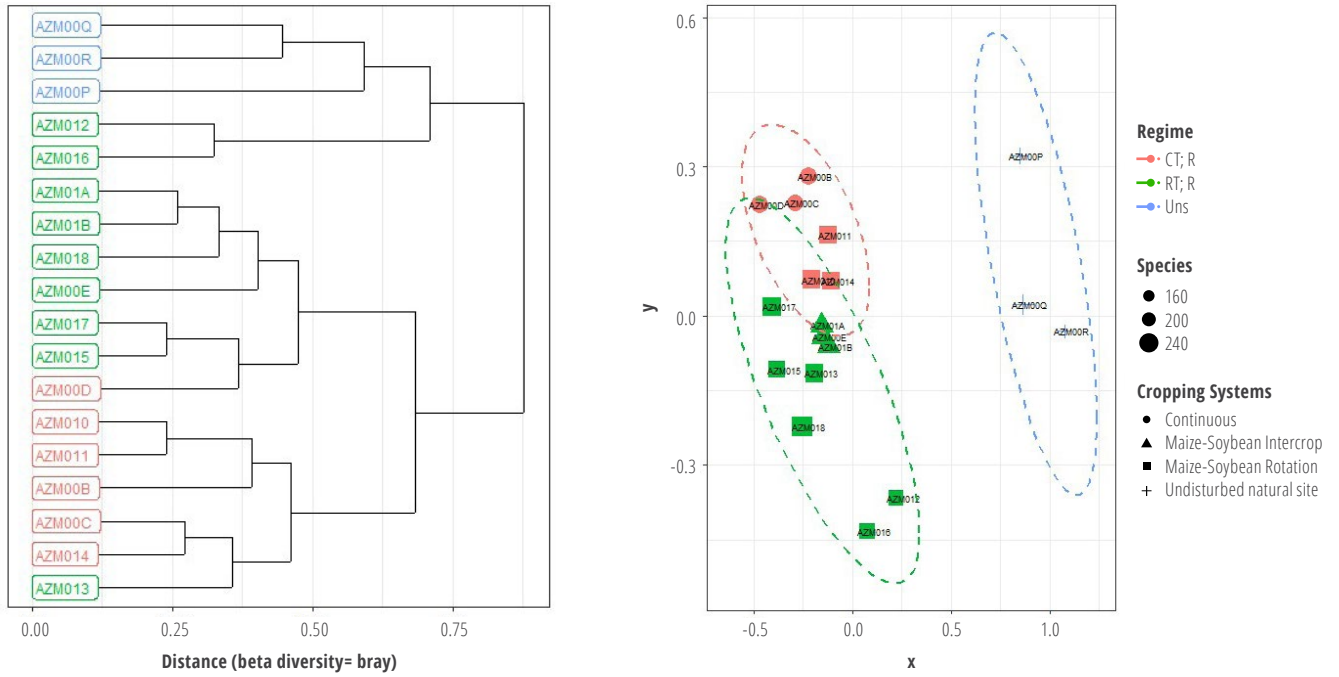 AZM00Q
AZM00R
AZM00P
AZM012
AZM016
AZM01A
AZM01B
AZM018
AZM00E
AZM017
AZM015
AZM00D
AZM010
AZM011
AZM00B
AZM00C
AZM014
AZM013
0.00 0.25 0.50 0.75
Distance (beta diversity= bray)
0.6
0.3
0.0
-0.3
y
AZM00P
AZM00B
AZM00D
AZM00C
AZM011
AZM014
AZM017
AZM00Q
AZM01A
AZM00R
AZM00E
AZM01B
AZM015
AZM013
AZM018
AZM012
AZM016
-0.5 0.0 0.5 1.0
x
Regime
CT; R
RT; R
Uns
Species
160
200
240
Cropping Systems
Continuous
Maize-Soybean Intercrop
Maize-Soybean Rotation
Undisturbed natural site